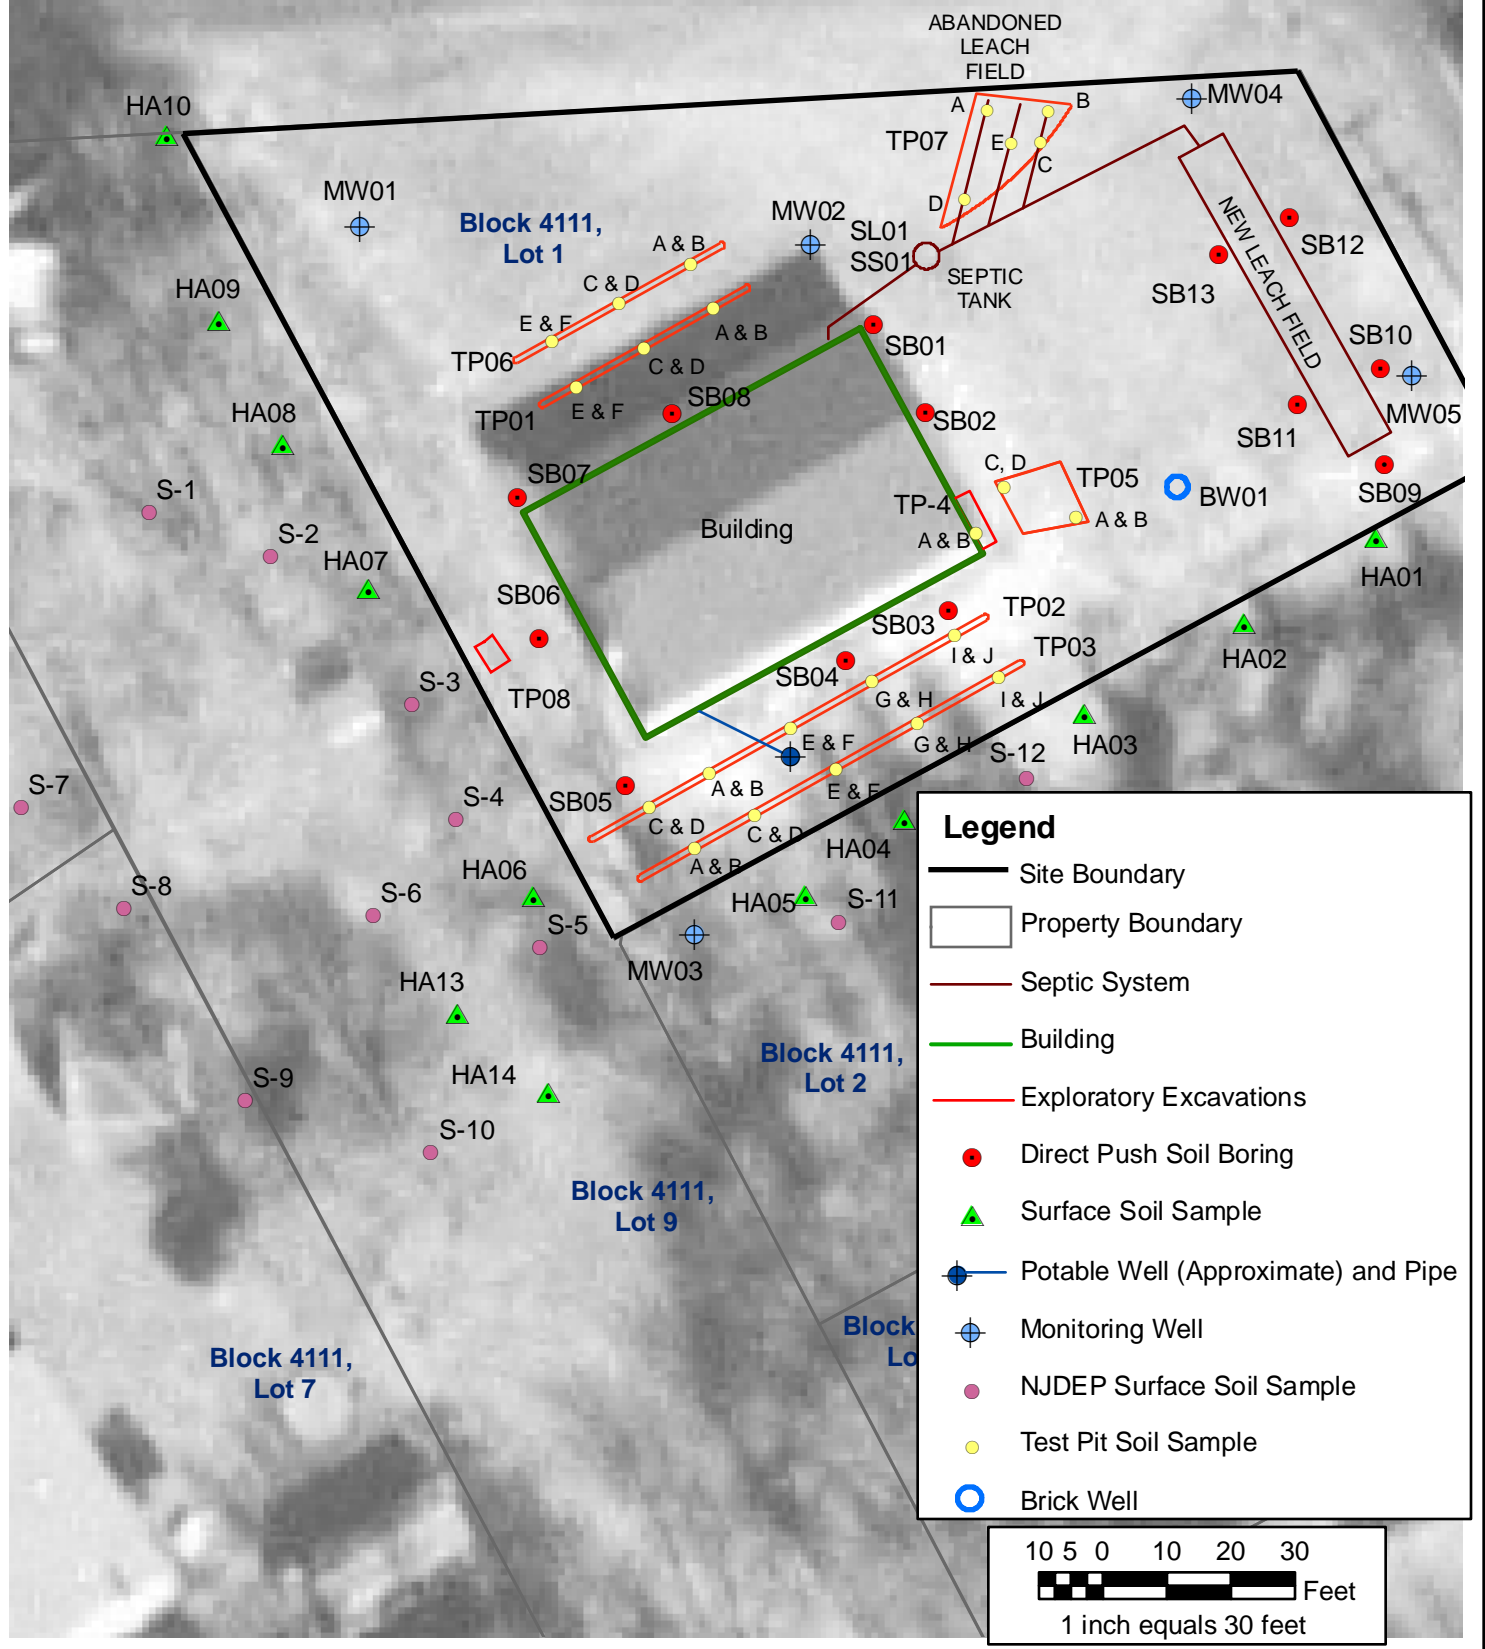 ABANDONED
LEACH
FIELD
HA10
MW04
A
B
TP07
E
C
D
MW01
Block 4111,
Lot 1
MW02
SL01
SS01
SEPTIC
TANK
NEW LEACH FIELD
SB12
SB13
A & B
C & D
E & F
TP06
HA09
A & B
C & D
E & F
TP01
SB01
SB10
MW05
SB08
SB02
SB11
HA08
SB07
C, D
TP05
A & B
TP-4
A & B
BW01
SB09
S-1
S-2
Building
HA07
HA01
SB06
SB03
TP02
I & J
TP03
HA02
SB04
G & H
I & J
S-3
TP08
E & F
G & H
HA03
S-12
S-7
S-4
SB05
A & B
E & F
C & D
C & D
A & B
HA04
HA06
S-8
S-6
S-5
HA05
S-11
MW03
HA13
HA14
S-9
S-10
Block 4111,
Lot 2
Block 4111,
Lot 9
Block
Lo
Block 4111,
Lot 7
Legend
Site Boundary
Property Boundary
Septic System
Building
Exploratory Excavations
Direct Push Soil Boring
Surface Soil Sample
Potable Well (Approximate) and Pipe
Monitoring Well
NJDEP Surface Soil Sample
Test Pit Soil Sample
Brick Well
10 5 0 10 20 30
Feet
1 inch equals 30 feet